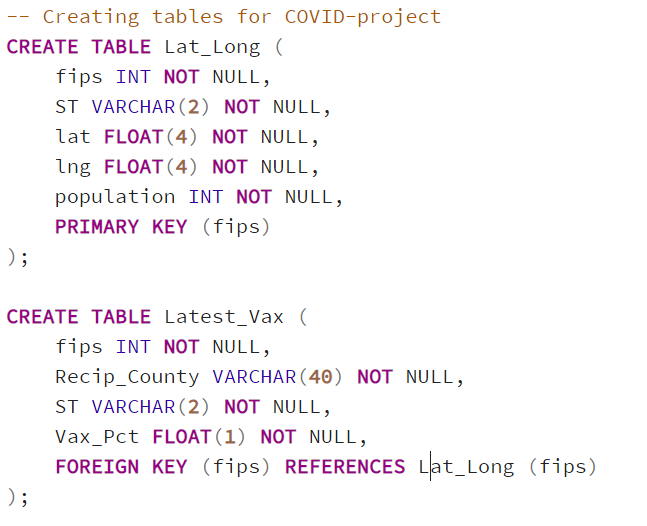 -- Creating tables for COVID-project
CREATE TABLE Lat_Long (
    fips INT NOT NULL,
    ST VARCHAR(2) NOT NULL,
    lat FLOAT(4) NOT NULL,
    lng FLOAT(4) NOT NULL,
    population INT NOT NULL,
    PRIMARY KEY (fips)
);

CREATE TABLE Latest_Vax (
    fips INT NOT NULL,
    Recip_County VARCHAR(40) NOT NULL,
    ST VARCHAR(2) NOT NULL,
    Vax_Pct FLOAT(1) NOT NULL,
    FOREIGN KEY (fips) REFERENCES Lat_Long (fips)
);